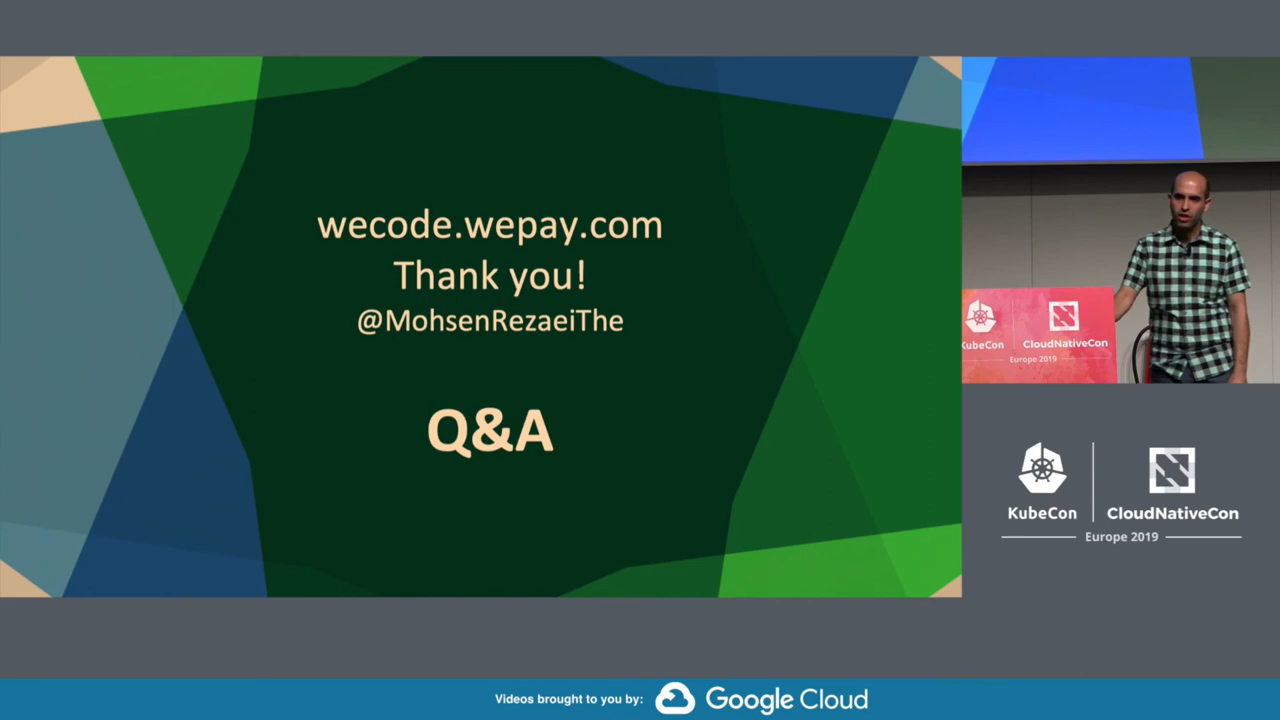 wecode.wepay.com
Thank you!
@MohsenRezaeiThe
Q&A
KubeCon
CloudNativeCon
Europe 2019
KubeCon
CloudNativeCon
Europe 2019
Videos brought to you by:
Google Cloud